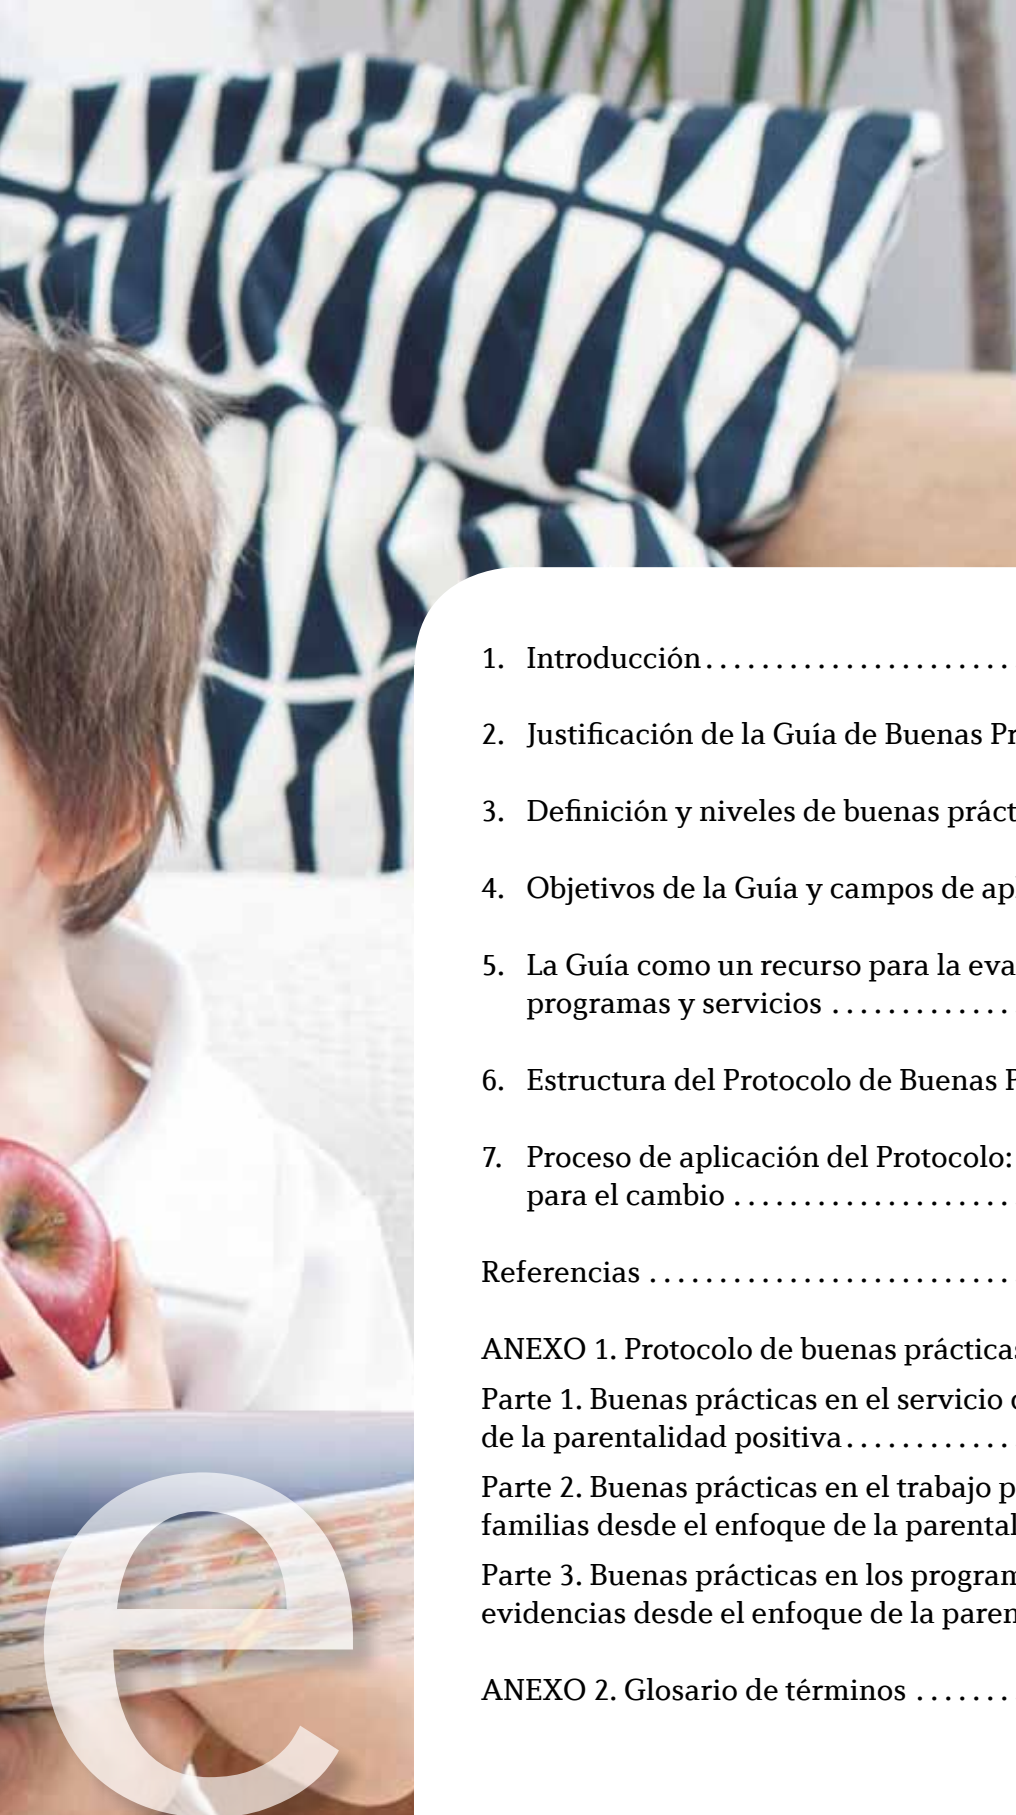 1. Introducción......................
2. Justificación de la Guía de Buenas Pr
3. Definición y niveles de buenas práct
4. Objetivos de la Guía y campos de ap
5. La Guía como un recurso para la eva
programas y servicios .............
6. Estructura del Protocolo de Buenas P
7. Proceso de aplicación del Protocolo:
para el cambio ....................
Referencias ..........................
ANEXO 1. Protocolo de buenas prácticas
Parte 1. Buenas prácticas en el servicio
de la parentalidad positiva............
Parte 2. Buenas prácticas en el trabajo p
familias desde el enfoque de la parental
Parte 3. Buenas prácticas en los program
evidencias desde el enfoque de la paren
ANEXO 2. Glosario de términos .......
e